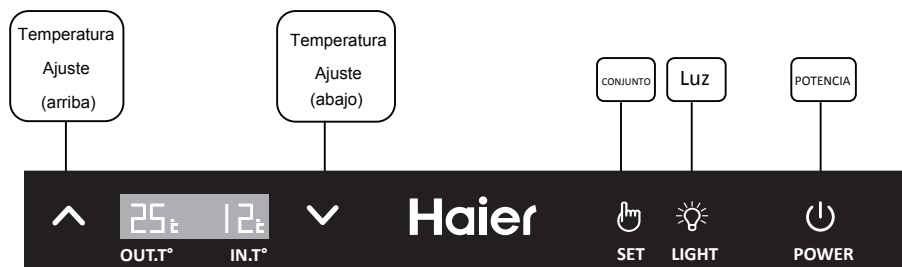 Temperatura
Ajuste
(arriba)
Temperatura
Ajuste
(abajo)
CONJUNTO
Luz
POTENCIA
25℃ 12℃
OUT.T° IN.T°
Haier
SET LIGHT POWER